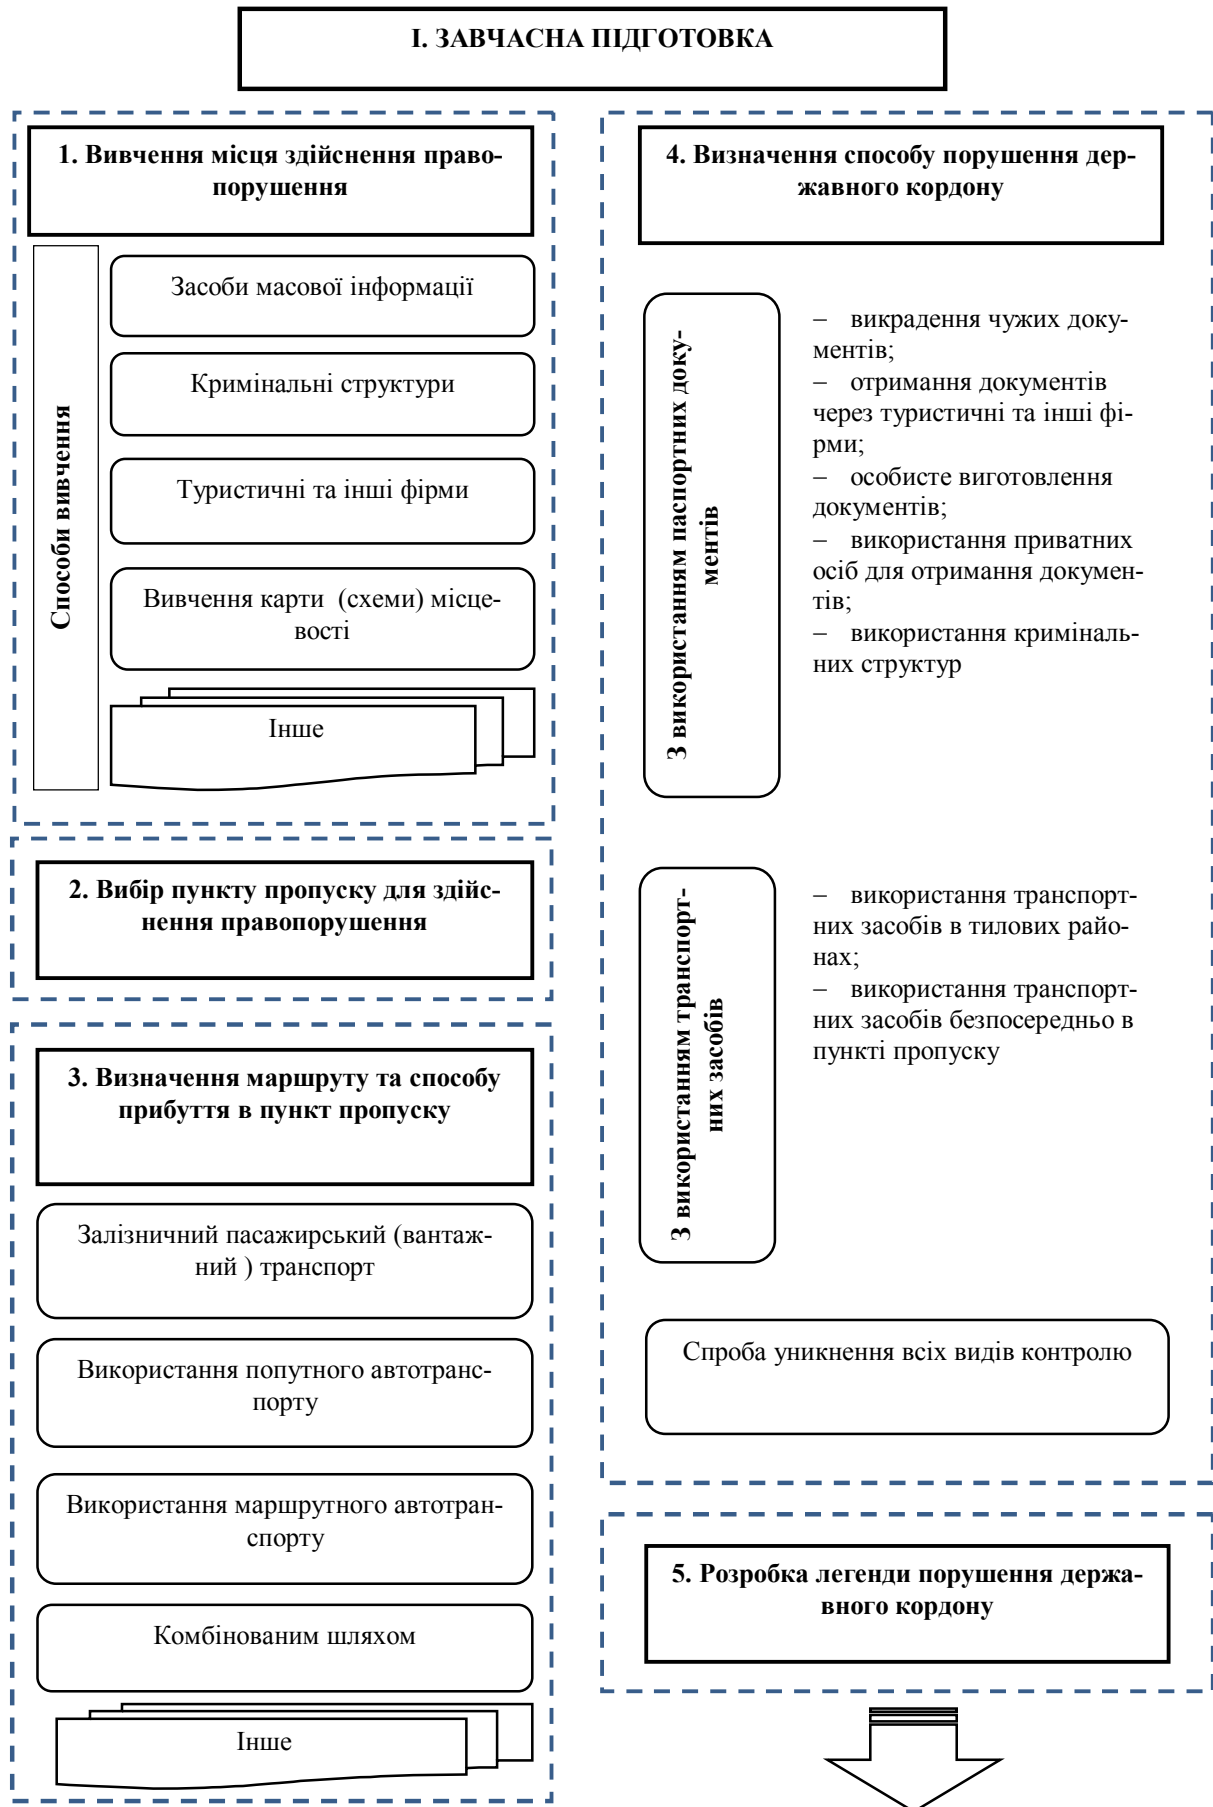 І. ЗАВЧАСНА ПІДГОТОВКА
1. Вивчення місця здійснення право-
порушення
Способи вивчення
Засоби масової інформації
Кримінальні структури
Туристичні та інші фірми
Вивчення карти (схеми) місце-
вості
Інше
2. Вибір пункту пропуску для здійс-
нення правопорушення
3. Визначення маршруту та способу
прибуття в пункт пропуску
Залізничний пасажирський (вантаж-
ний ) транспорт
Використання попутного автотранс-
порту
Використання маршрутного автотран-
спорту
Комбінованим шляхом
Інше
4. Визначення способу порушення дер-
жавного кордону
З використанням паспортних доку-
ментів
– викрадення чужих доку-
ментів;
– отримання документів
через туристичні та інші фі-
рми;
– особисте виготовлення
документів;
– використання приватних
осіб для отримання докумен-
тів;
– використання криміналь-
них структур
З використанням транспорт-
них засобів
– використання транспорт-
них засобів в тилових райо-
нах;
– використання транспорт-
них засобів безпосередньо в
пункті пропуску
Спроба уникнення всіх видів контролю
5. Розробка легенди порушення держа-
вного кордону